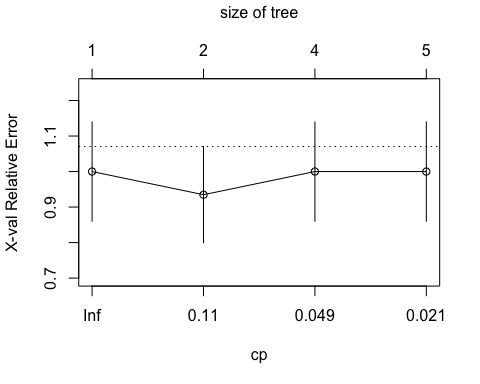 size of tree
1 2 4 5
X-val Relative Error
1.1
0.9
0.7
Inf 0.11 0.049 0.021
cp